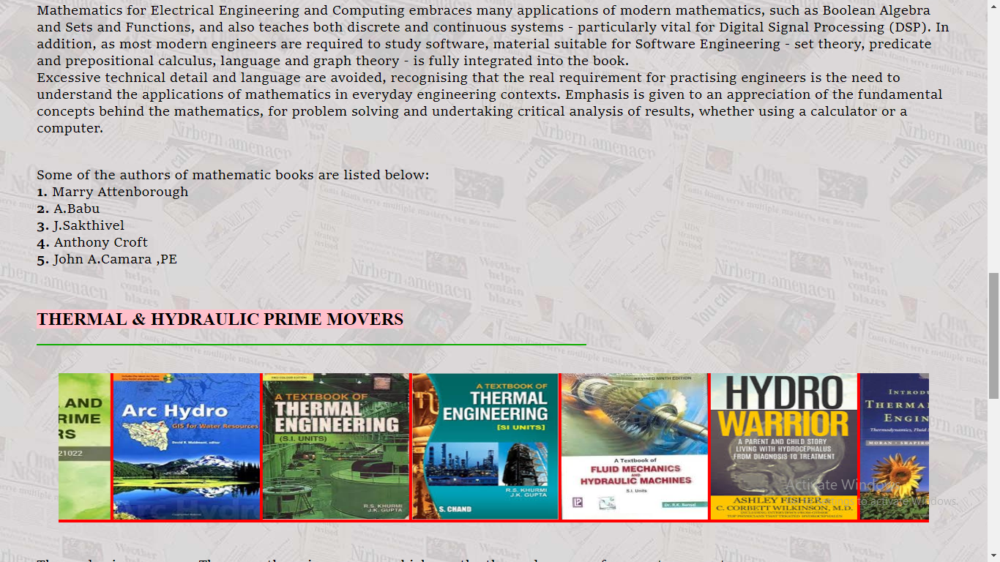 Mathematics for Electrical Engineering and Computing embraces many applications of modern mathematics, such as Boolean Algebra
and Sets and Functions, and also teaches both discrete and continuous systems - particularly vital for Digital Signal Processing (DSP). In
addition, as most modern engineers are required to study software, material suitable for Software Engineering - set theory, predicate
and prepositional calculus, language and graph theory - is fully integrated into the book.
Excessive technical detail and language are avoided, recognising that the real requirement for practising engineers is the need to
understand the applications of mathematics in everyday engineering contexts. Emphasis is given to an appreciation of the fundamental
concepts behind the mathematics, for problem solving and undertaking critical analysis of results, whether using a calculator or a
computer.
Some of the authors of mathematic books are listed below:
1. Marry Attenborough
2. A.Babu
3. J.Sakthivel
4. Anthony Croft
5. John A.Camara ,PE
THERMAL & HYDRAULIC PRIME MOVERS
AND
RIME
RS
21022
Arc Hydro
GIS for Water Resources
David R. Maidment, editor
Arc Hydro
A TEXTBOOK OF
THERMAL
ENGINEERING
(S.I. UNITS)
R.S. KHURMI
J.K. GUPTA
A TEXTBOOK OF
THERMAL
ENGINEERING
[SI UNITS]
R.S. KHURMI
J.K. GUPTA
S. CHAND
REVISED NINTH EDITION
A Textbook of
FLUID MECHANICS
AND
HYDRAULIC MACHINES
S.I. Units
Dr. R.K. Bansal
HYDRO
WARRIOR
A PARENT AND CHILD STORY
LIVING WITH HYDROCEPHALUS
FROM DIAGNOSIS TO TREATMENT
ASHLEY FISHER &
C. CORBETT WILKINSON, M.D.
INTRODU
THERMA
ENGIN
Thermodynamics, Fluid
MORAN · SHAPIRO
Activate Windows
to activate Windows.